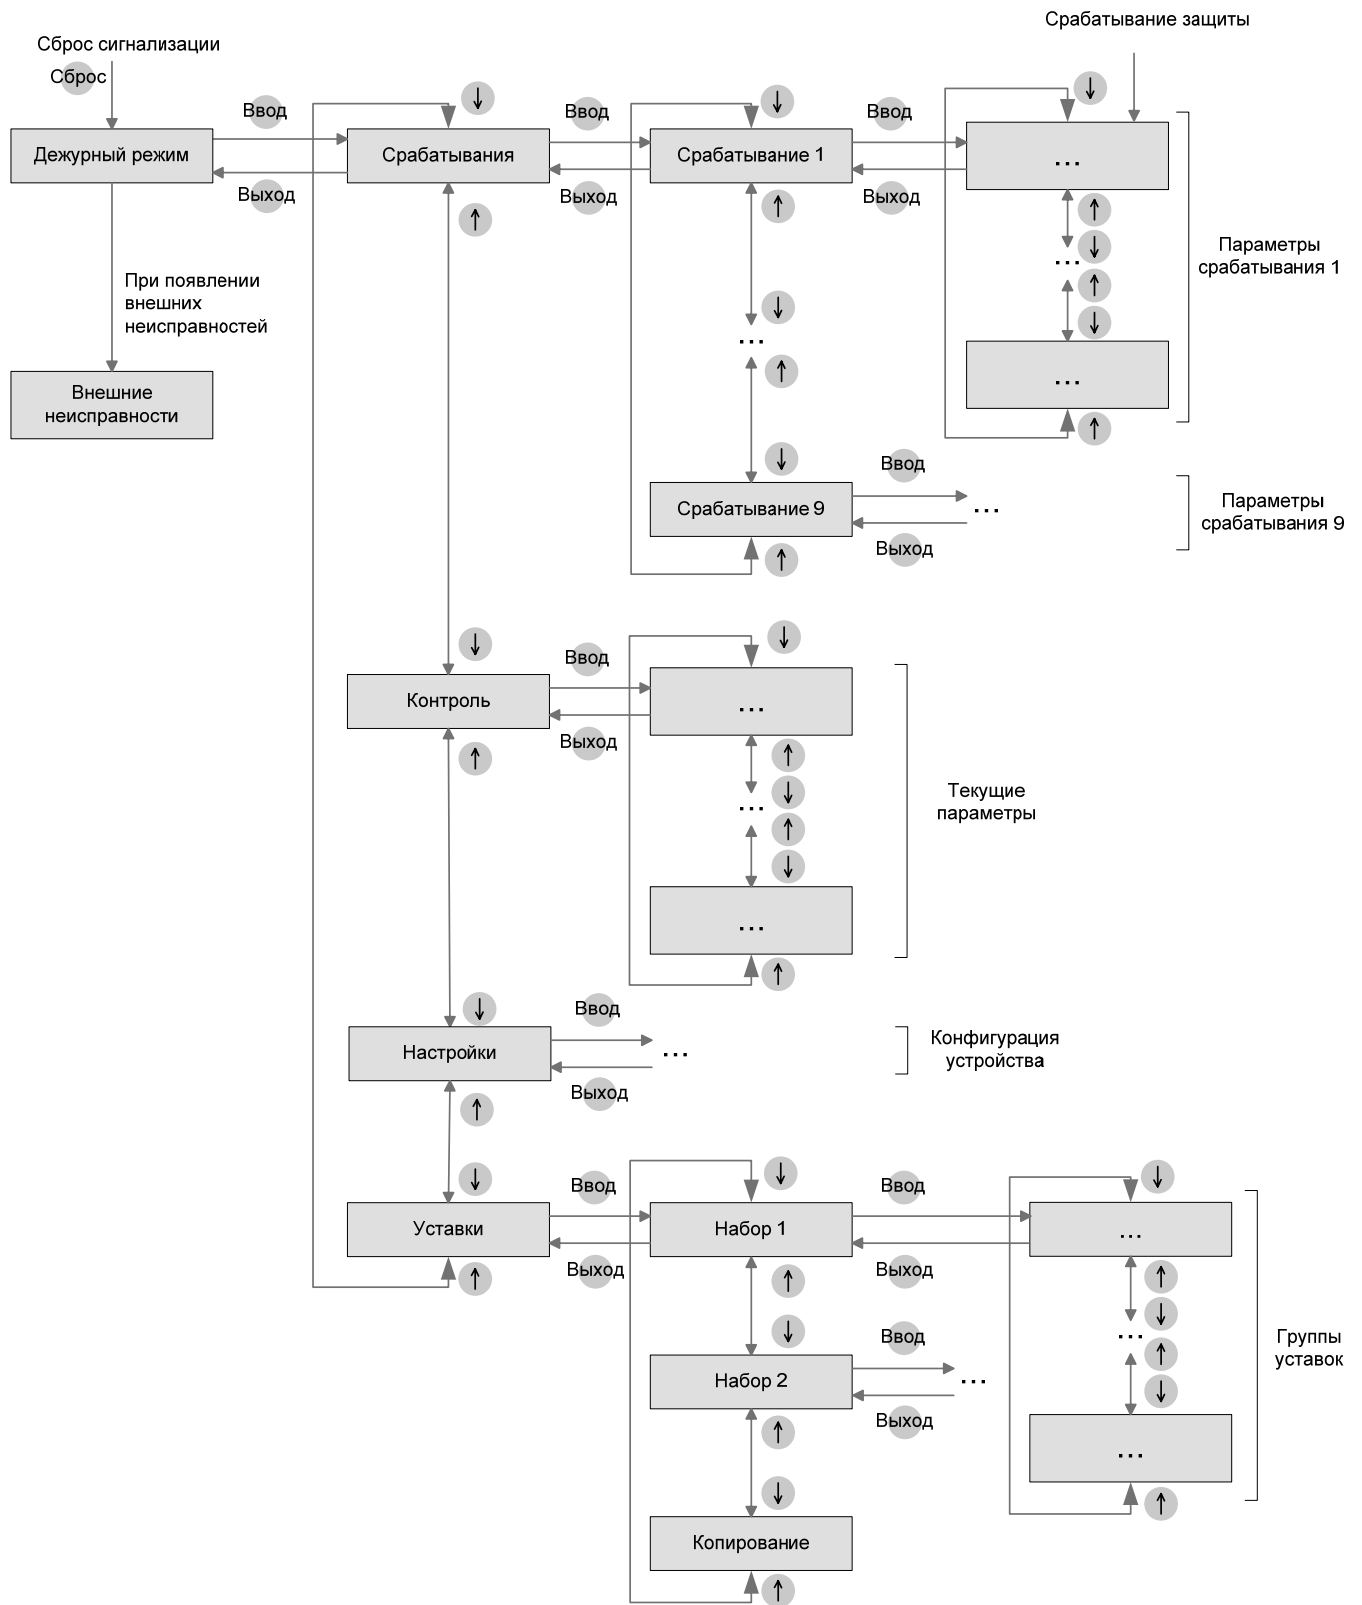 Срабатывание защиты
Сброс сигнализации
Сброс
Ввод
Ввод
Ввод
Дежурный режим
Срабатывания
Срабатывание 1
...
Выход
Выход
Выход
Параметры
срабатывания 1
...
При появлении
внешних
неисправностей
...
...
Внешние
неисправности
Ввод
Срабатывание 9
...
Параметры
срабатывания 9
Выход
Ввод
Контроль
...
Выход
Текущие
параметры
...
...
Ввод
Настройки
...
Конфигурация
устройства
Выход
Ввод
Ввод
Уставки
Набор 1
...
Выход
Выход
Ввод
...
Группы
уставок
Набор 2
...
Выход
...
Копирование